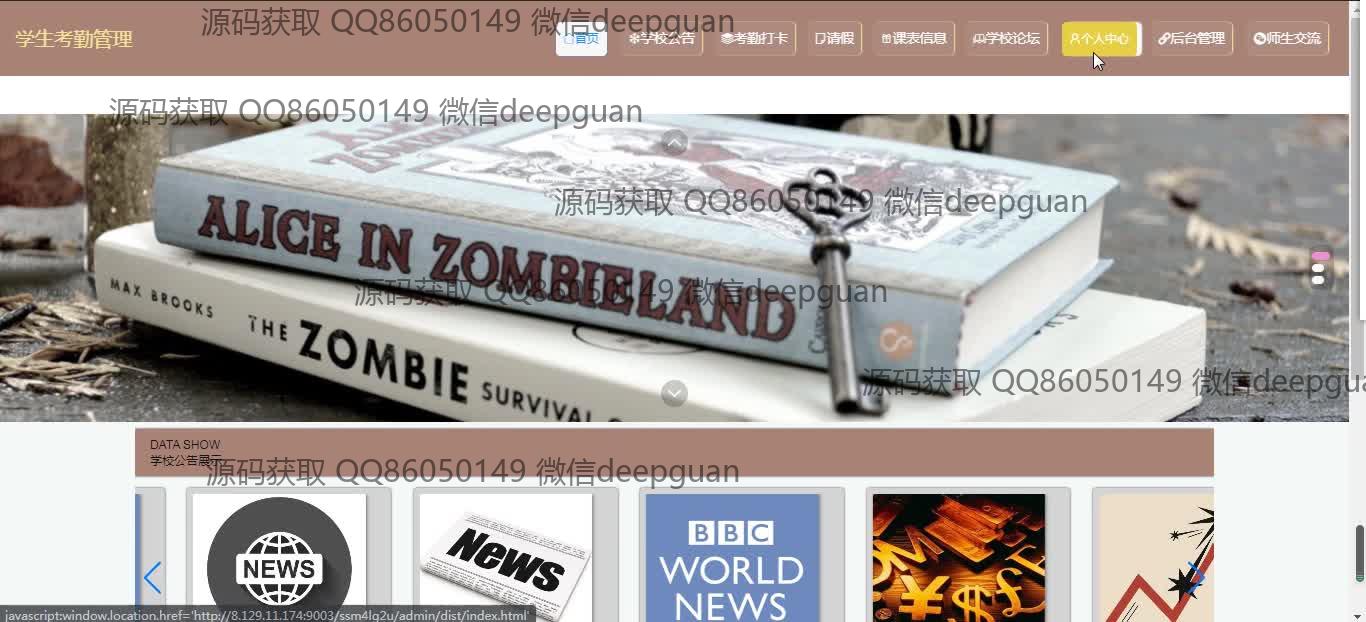 源码获取 QQ86050149 微信deepguan
学生考勤管理
首页 学校公告 考勤打卡 请假 课表信息 学校论坛 个人中心 后台管理 师生交流
源码获取 QQ86050149 微信deepguan
源码获取 QQ86050149 微信deepguan
ALICE IN ZOMBIELAND
源码获取 QQ86050149 微信deepguan
MAX BROOKS THE ZOMBIE SURVIVAL
源码获取 QQ86050149 微信deepgua
DATA SHOW
学校公告展示
源码获取 QQ86050149 微信deepguan
NEWS
News
BBC
WORLD
NEWS
javascript:window.location.href='http://8.129.11.174:9003/ssm4lg2u/admin/dist/index.html'